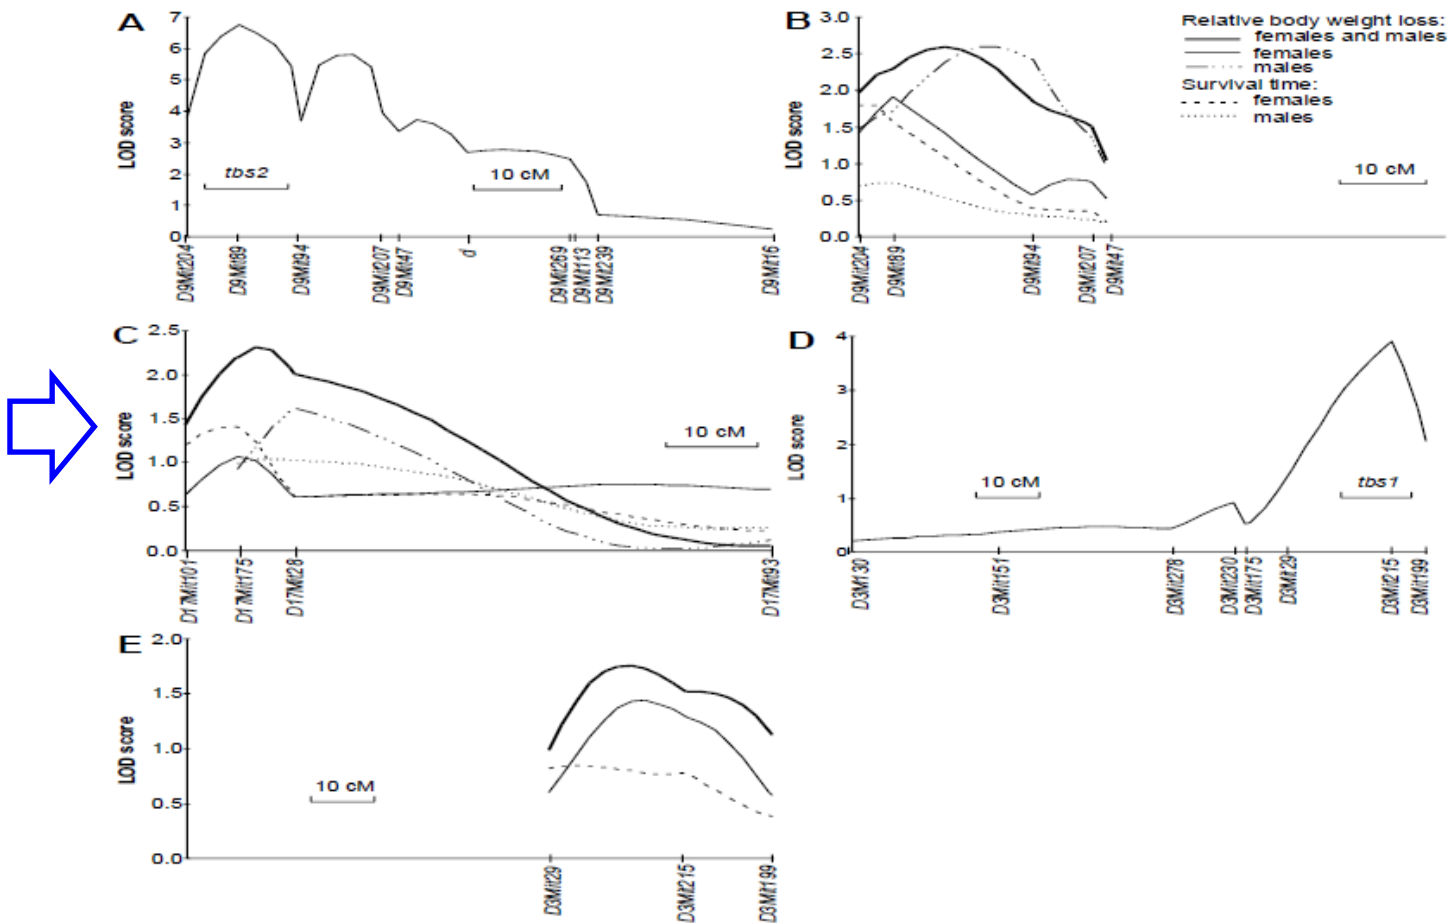 A
7
6
5
4
3
2
1
0
LOD score
tbs2
10 cM
D9Mit204
D9Mit89
D9Mit94
D9Mit207
D9Mit47
d
D9Mit269
D9Mit113
D9Mit239
D9Mit16
B
3.0
2.5
2.0
1.5
1.0
0.5
0.0
LOD score
10 cM
D9Mit204
D9Mit89
D9Mit94
D9Mit207
D9Mit47
Relative body weight loss:
females and males
females
males
Survival time:
females
males
C
2.5
2.0
1.5
1.0
0.5
0.0
LOD score
10 cM
D17Mit101
D17Mit175
D17Mit28
D17Mit93
D
4
3
2
1
0
LOD score
10 cM
tbs1
D3M130
D3Mit151
D3Mit278
D3Mit230
D3Mit175
D3Mit29
D3Mit215
D3Mit199
E
2.0
1.5
1.0
0.5
0.0
LOD score
10 cM
D3Mit29
D3Mit215
D3Mit199